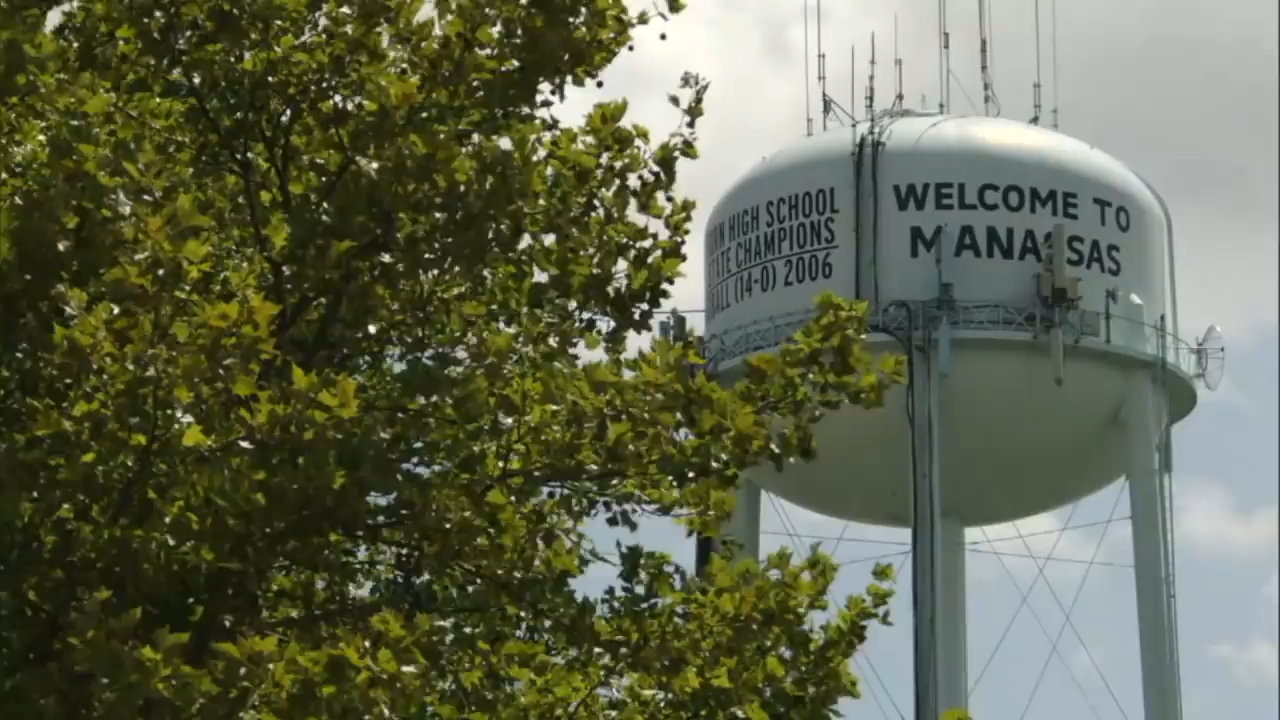 HIGH SCHOOL
STATE CHAMPIONS
(14-0) 2006
WELCOME TO
MANASSAS